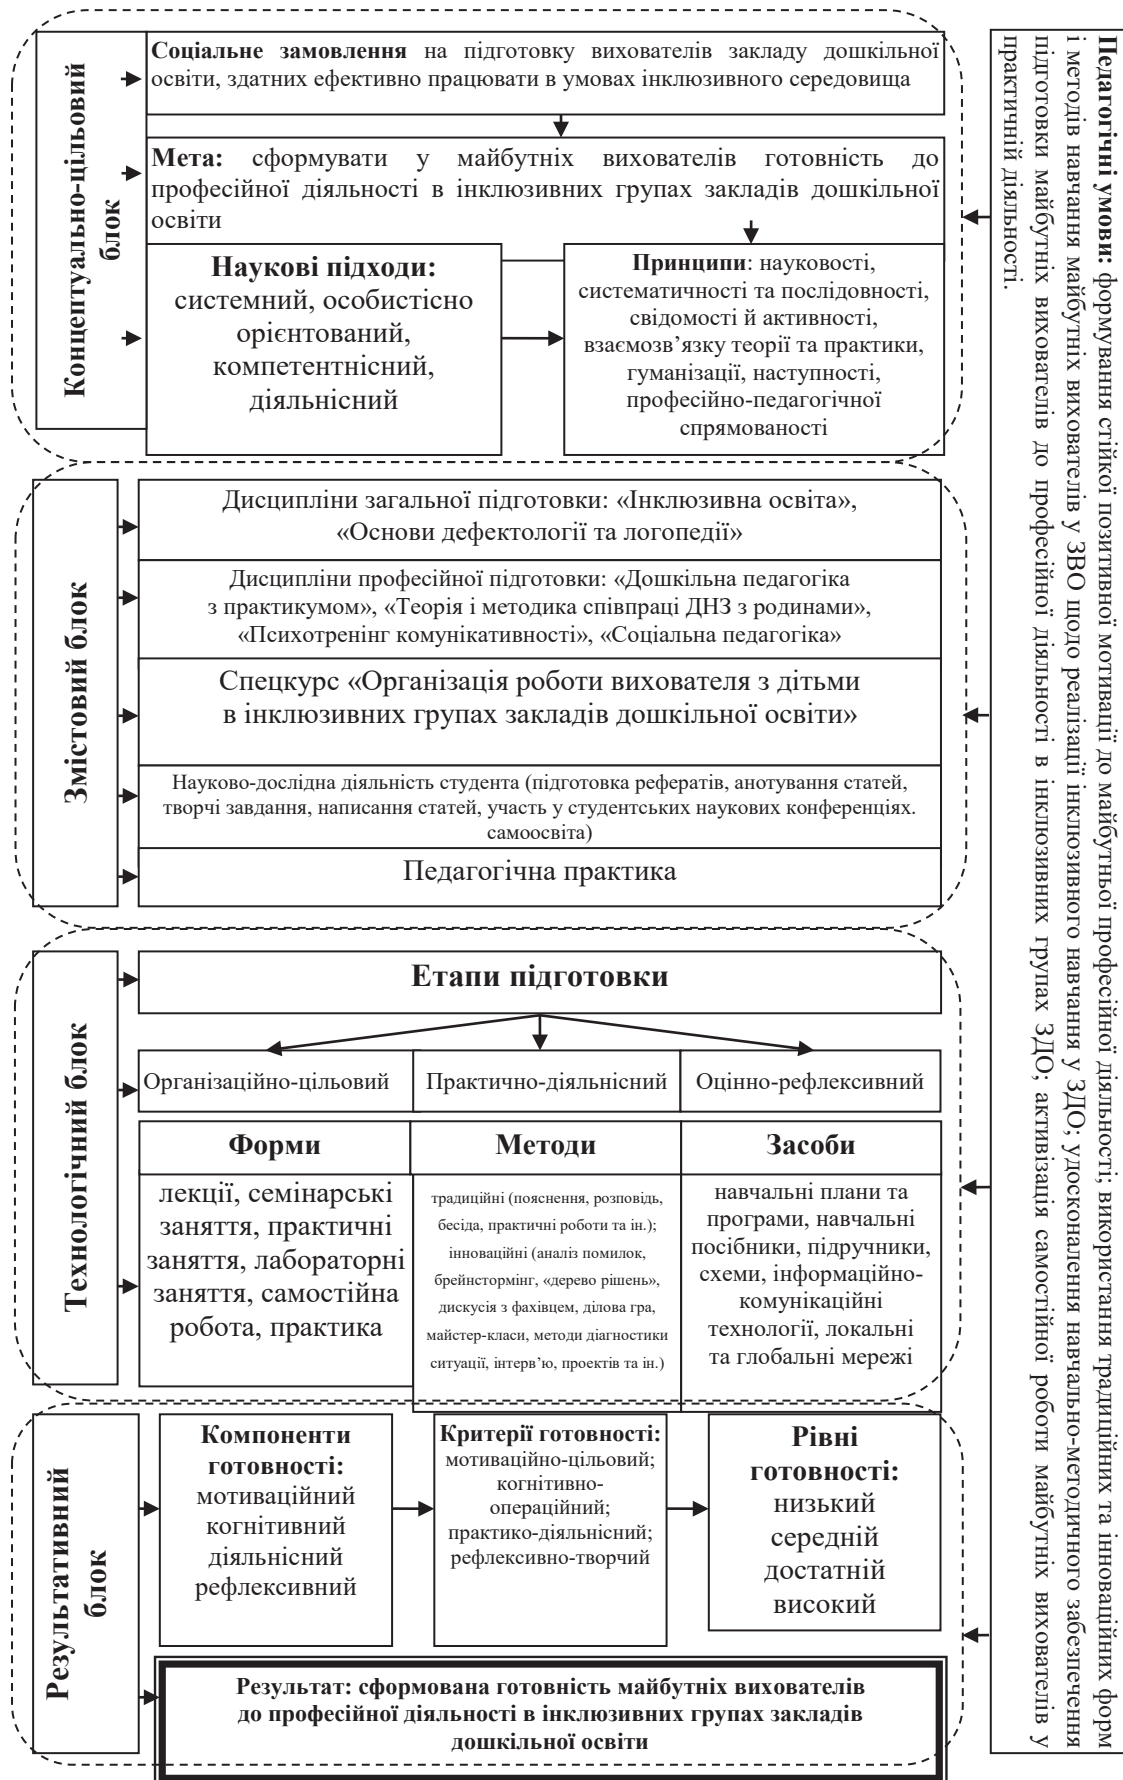 Концептуально-цільовий
блок
Соціальне замовлення на підготовку вихователів закладу дошкільної
освіти, здатних ефективно працювати в умовах інклюзивного середовища
Мета: сформувати у майбутніх вихователів готовність до
професійної діяльності в інклюзивних групах закладів дошкільної
освіти
Наукові підходи:
системний, особистісно
орієнтований,
компетентнісний,
діяльнісний
Принципи: науковості,
систематичності та послідовності,
свідомості й активності,
взаємозв’язку теорії та практики,
гуманізації, наступності,
професійно-педагогічної
спрямованості
Змістовий блок
Дисципліни загальної підготовки: «Інклюзивна освіта»,
«Основи дефектології та логопедії»
Дисципліни професійної підготовки: «Дошкільна педагогіка
з практикумом», «Теорія і методика співпраці ДНЗ з родинами»,
«Психотренінг комунікативності», «Соціальна педагогіка»
Спецкурс «Організація роботи вихователя з дітьми
в інклюзивних групах закладів дошкільної освіти»
Науково-дослідна діяльність студента (підготовка рефератів, анотування статей,
творчі завдання, написання статей, участь у студентських наукових конференціях.
самоосвіта)
Педагогічна практика
Технологічний блок
Етапи підготовки
Організаційно-цільовий
Практично-діяльнісний
Оцінно-рефлексивний
Форми
лекції, семінарські
заняття, практичні
заняття, лабораторні
заняття, самостійна
робота, практика
Методи
традиційні (пояснення, розповідь,
бесіда, практичні роботи та ін.);
інноваційні (аналіз помилок,
брейнстормінг, «дерево рішень»,
дискусія з фахівцем, ділова гра,
майстер-класи, методи діагностики
ситуації, інтерв’ю, проектів та ін.)
Засоби
навчальні плани та
програми, навчальні
посібники, підручники,
схеми, інформаційно-
комунікаційні
технології, локальні
та глобальні мережі
Результативний
блок
Компоненти
готовності:
мотиваційний
когнітивний
діяльнісний
рефлексивний
Критерії готовності:
мотиваційно-цільовий;
когнітивно-
операційний;
практико-діяльнісний;
рефлексивно-творчий
Рівні
готовності:
низький
середній
достатній
високий
Результат: сформована готовність майбутніх вихователів
до професійної діяльності в інклюзивних групах закладів
дошкільної освіти
Педагогічні умови: формування стійкої позитивної мотивації до майбутньої професійної діяльності; використання традиційних та інноваційних форм
і методів навчання майбутніх вихователів у ЗВО щодо реалізації інклюзивного навчання у ЗДО; удосконалення навчально-методичного забезпечення
підготовки майбутніх вихователів до професійної діяльності в інклюзивних групах ЗДО; активізація самостійної роботи майбутніх вихователів у
практичній діяльності.